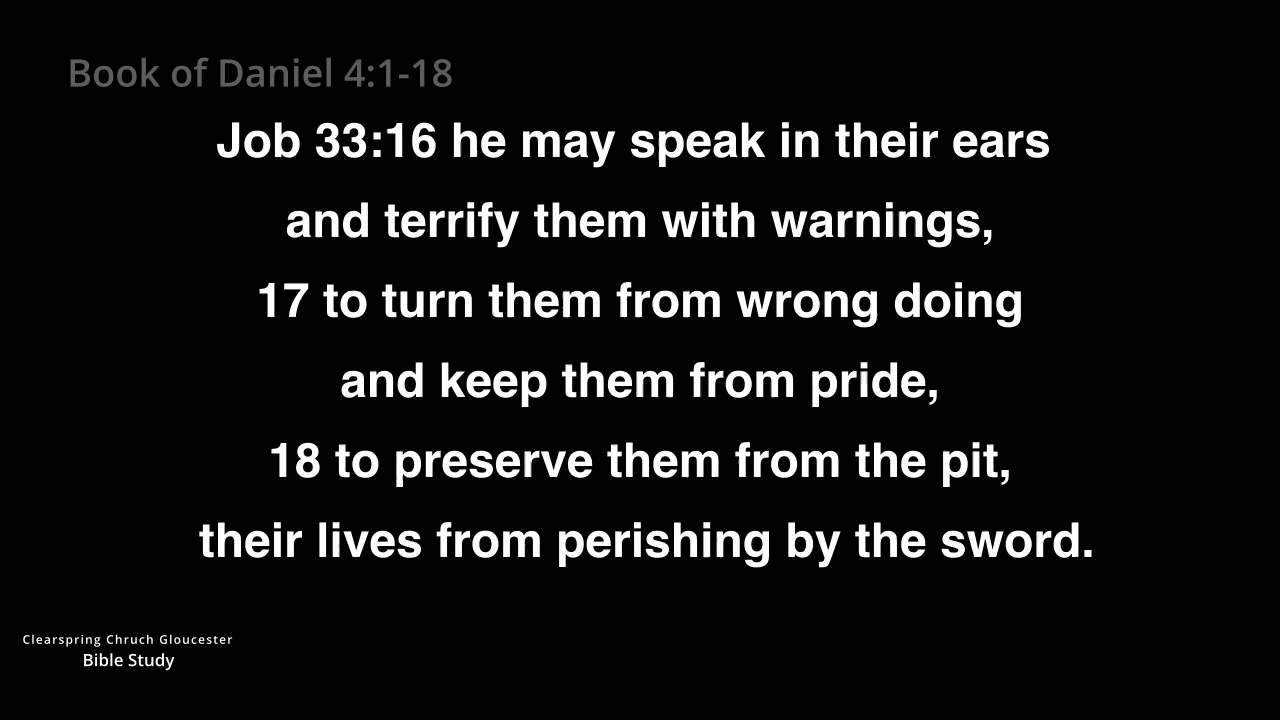 Book of Daniel 4:1-18
Job 33:16 he may speak in their ears
and terrify them with warnings,
17 to turn them from wrong doing
and keep them from pride,
18 to preserve them from the pit,
their lives from perishing by the sword.
Clearspring Chruch Gloucester
Bible Study